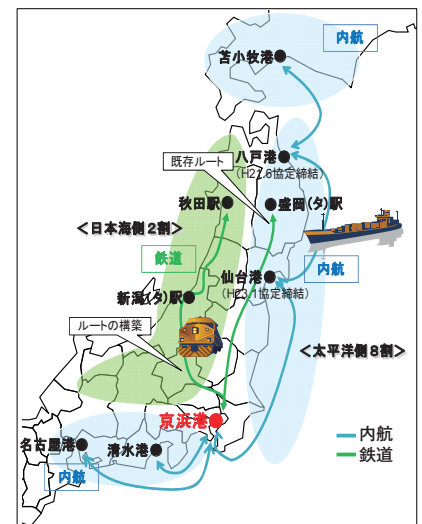 内航
苫小牧港
既存ルート
八戸港
(H21.6協定締結)
秋田駅
盛岡(タ)駅
<日本海側2割>
鉄道
仙台港
(H23.1協定締結)
内航
新潟(タ)駅
ルートの構築
<太平洋側8割>
京浜港
名古屋港
清水港
内航
内航
鉄道